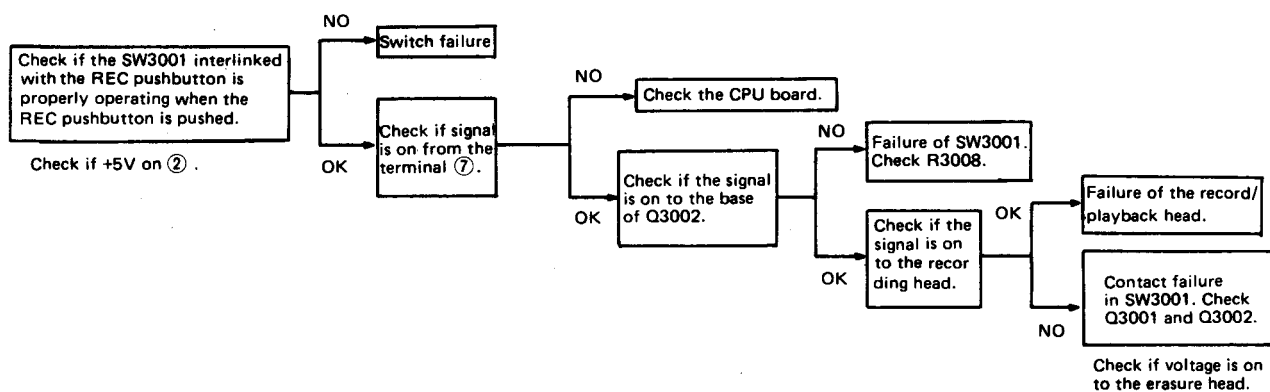 Check if the SW3001 interlinked
with the REC pushbutton is
properly operating when the
REC pushbutton is pushed.
Check if +5V on ②.
NO
Switch failure
OK
Check if signal
is on from the
terminal ⑦.
NO
Check the CPU board.
OK
Check if the signal
is on to the base
of Q3002.
NO
Failure of SW3001.
Check R3008.
OK
Check if the
signal is on
to the recor
ding head.
OK
Failure of the record/
playback head.
NO
Contact failure
in SW3001. Check
Q3001 and Q3002.
Check if voltage is on
to the erasure head.